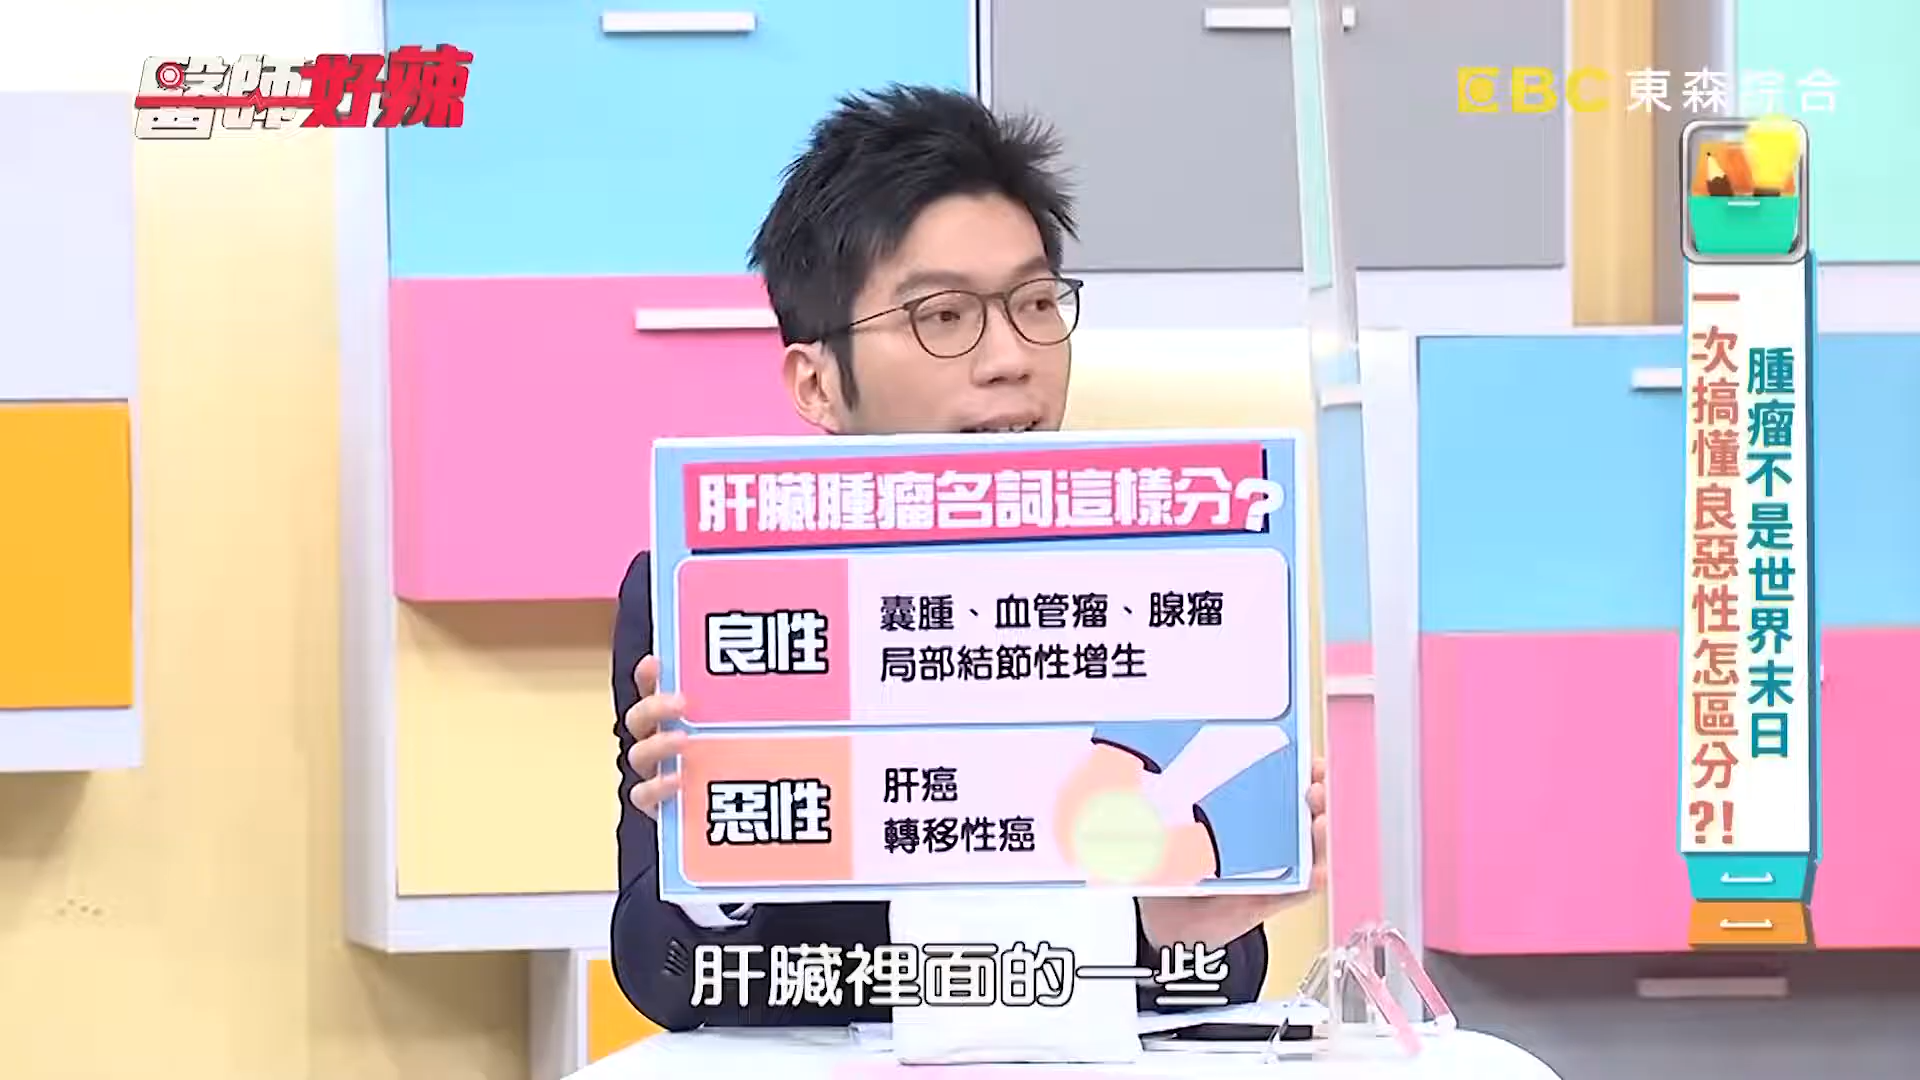 醫師好辣
EBC 東森綜合
腫瘤不是世界末日
一次搞懂良惡性怎區分?!
肝臟腫瘤名詞這樣分?
良性
囊腫、血管瘤、腺瘤
局部結節性增生
惡性
肝癌
轉移性癌
肝臟裡面的一些